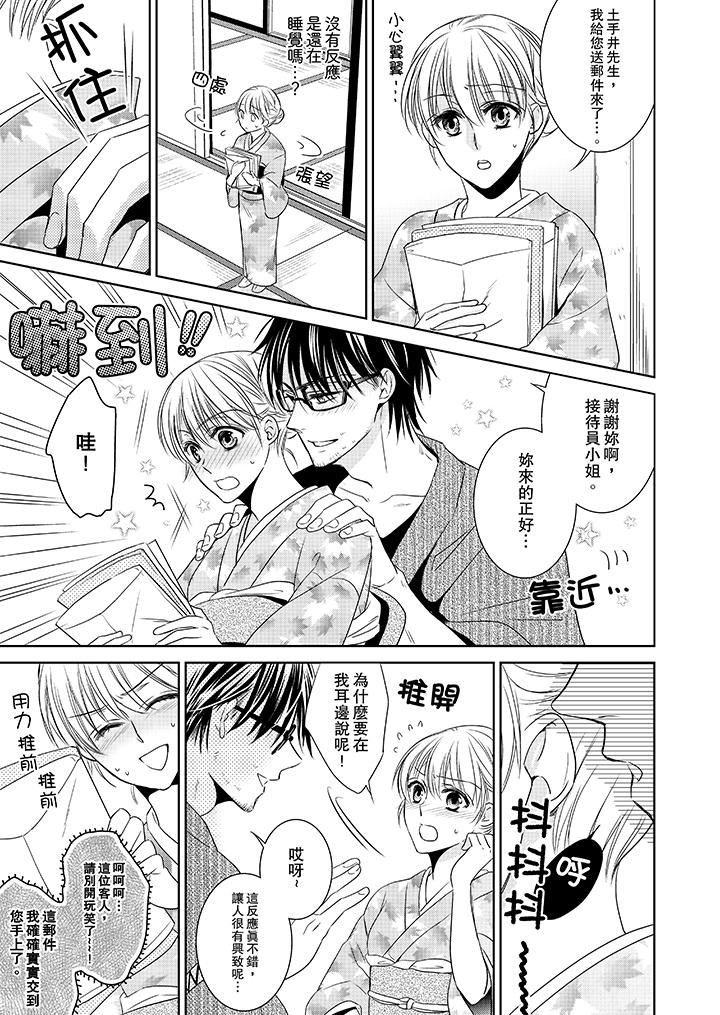 土手井先生，
我給您送郵件來了…。
小心翼翼…
沒有反應
是還在
睡覺嗎…？
四處
張望
抓住
謝謝妳啊，
接待員小姐。
妳來的正好…
靠近…
嚇到!!
哇！
呼
抖抖抖
推開
為什麼要在
我耳邊說呢！
哎呀~
這反應真不錯，
讓人很有興致呢…
用力推前推前
呵呵呵…
這位客人，
請別開玩笑了~~！
這郵件
我確確實實交到
您手上了。